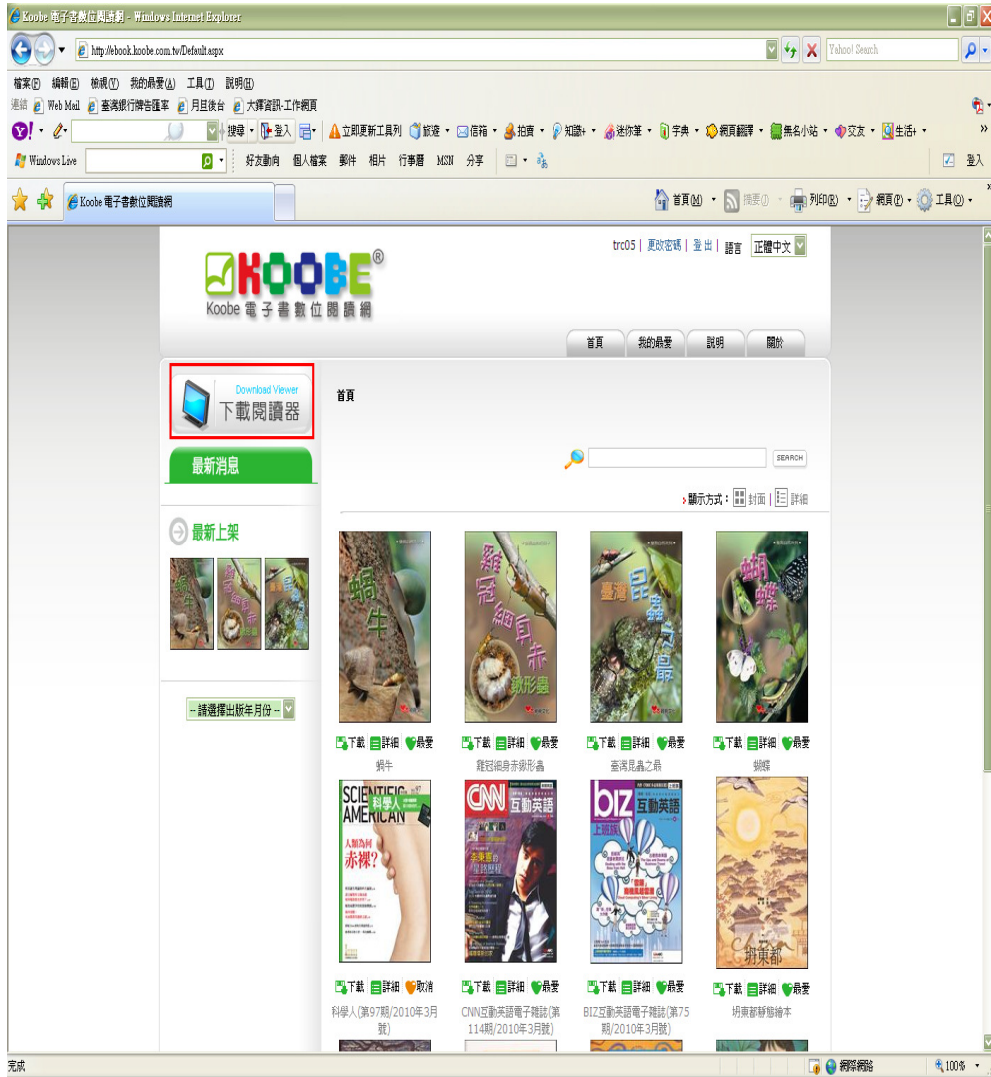 Koobe 電子書數位閱讀網 - Windows Internet Explorer
http://ebook.koobe.com.tw/Default.aspx
Yahoo! Search
檔案(F) 編輯(E) 檢視(V) 我的最愛(A) 工具(T) 說明(H)
連結 Web Mail 臺灣銀行牌告匯率 月旦後台 大鐸資訊-工作網頁
搜尋 登入 立即更新工具列 旅遊 信箱 拍賣 知識+ 迷你筆 字典 網頁翻譯 無名小站 交友 生活+
Windows Live 好友動向 個人檔案 郵件 相片 行事曆 MSN 分享 登入
Koobe 電子書數位閱讀網 首頁(M) 摘要(J) 列印(R) 網頁(P) 工具(O)
trc05 | 更改密碼 | 登出 | 語言 正體中文
KOOBE®
Koobe 電子書數位閱讀網
首頁 我的最愛 說明 關於
Download Viewer
下載閱讀器
首頁
最新消息
SEARCH
顯示方式：封面 | 詳細
最新上架
蝸牛
雞冠細身赤鍬形蟲
臺灣昆蟲之最
蝴蝶
-- 請選擇出版年月份 --
下載 詳細 最愛 下載 詳細 最愛 下載 詳細 最愛 下載 詳細 最愛
蝸牛 雞冠細身赤鍬形蟲 臺灣昆蟲之最 蝴蝶
SCIENTIFIC
AMERICAN
科學人
人類為何
赤裸?
CNN 互動英語
李秉憲的
星路歷程
biz 互動英語
上班族
坍東都
下載 詳細 取消 下載 詳細 最愛 下載 詳細 最愛 下載 詳細 最愛
科學人(第97期/2010年3月號) CNN互動英語電子雜誌(第114期/2010年3月號) BIZ互動英語電子雜誌(第75期/2010年3月號) 坍東都靜態繪本
完成 網際網路 100%